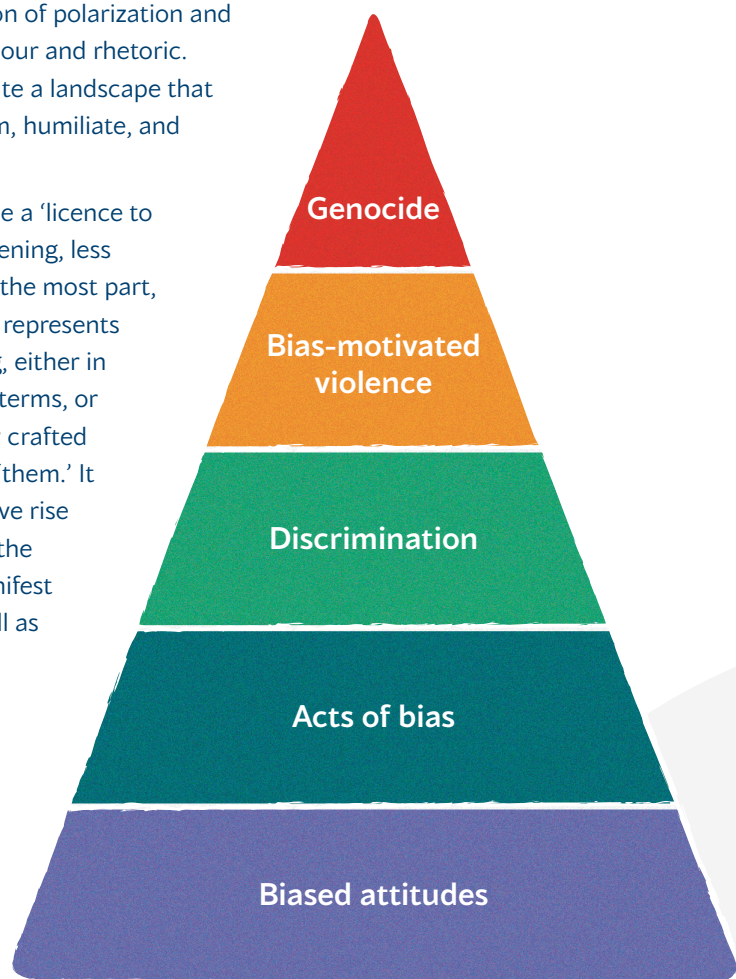 on of polarization and
our and rhetoric.
te a landscape that
, humiliate, and
e a ‘licence to
ening, less
the most part,
represents
, either in
terms, or
crafted
‘them.’ It
ve rise
the
nifest
ll as
Genocide
Bias-motivated
violence
Discrimination
Acts of bias
Biased attitudes